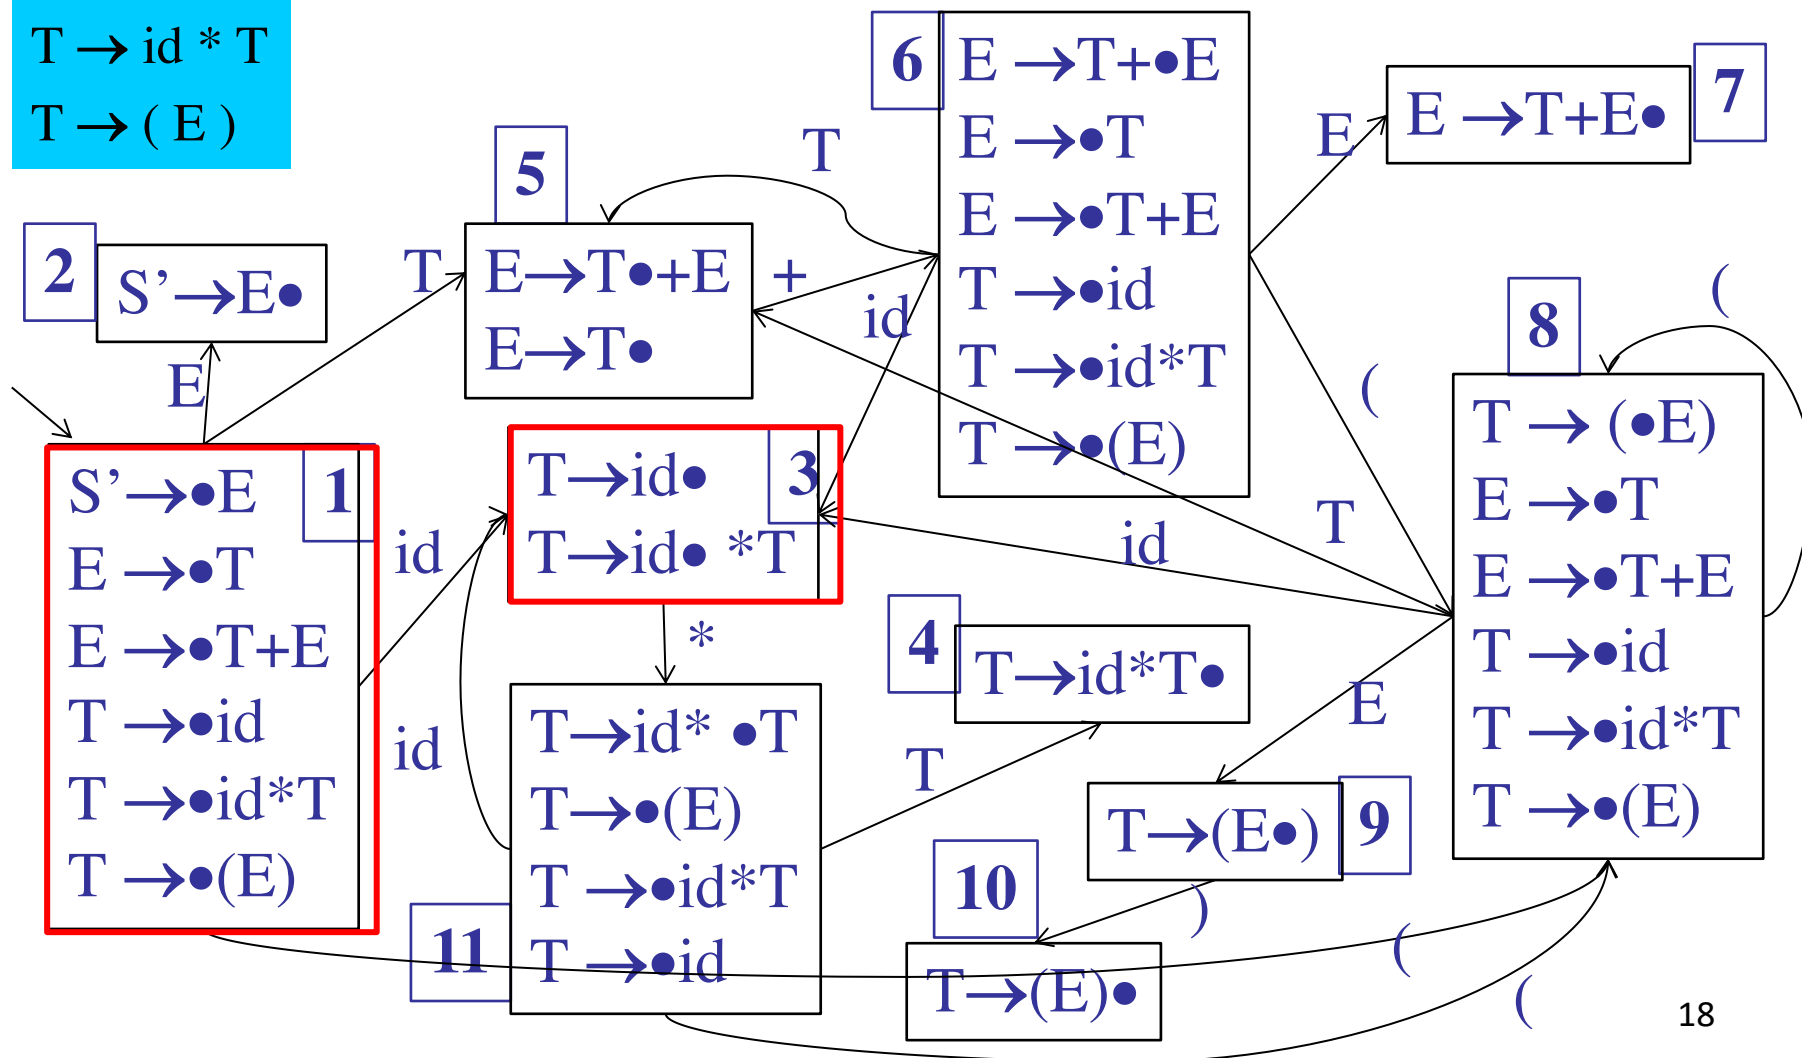 T → id * T
T → ( E )
2
S’→E●
E
1
S’→●E
E →●T
E →●T+E
T →●id
T →●id*T
T →●(E)
T
5
E→T●+E
E→T●
T
+
id
6
E →T+●E
E →●T
E →●T+E
T →●id
T →●id*T
T →●(E)
E
7
E →T+E●
(
id
3
T→id●
T→id● *T
id
T
*
id
11
T→id* ●T
T→●(E)
T →●id*T
T →●id
T
4
T→id*T●
8
(
T → (●E)
E →●T
E →●T+E
T →●id
T →●id*T
T →●(E)
E
9
T→(E●)
)
10
T→(E)●
(
(
18